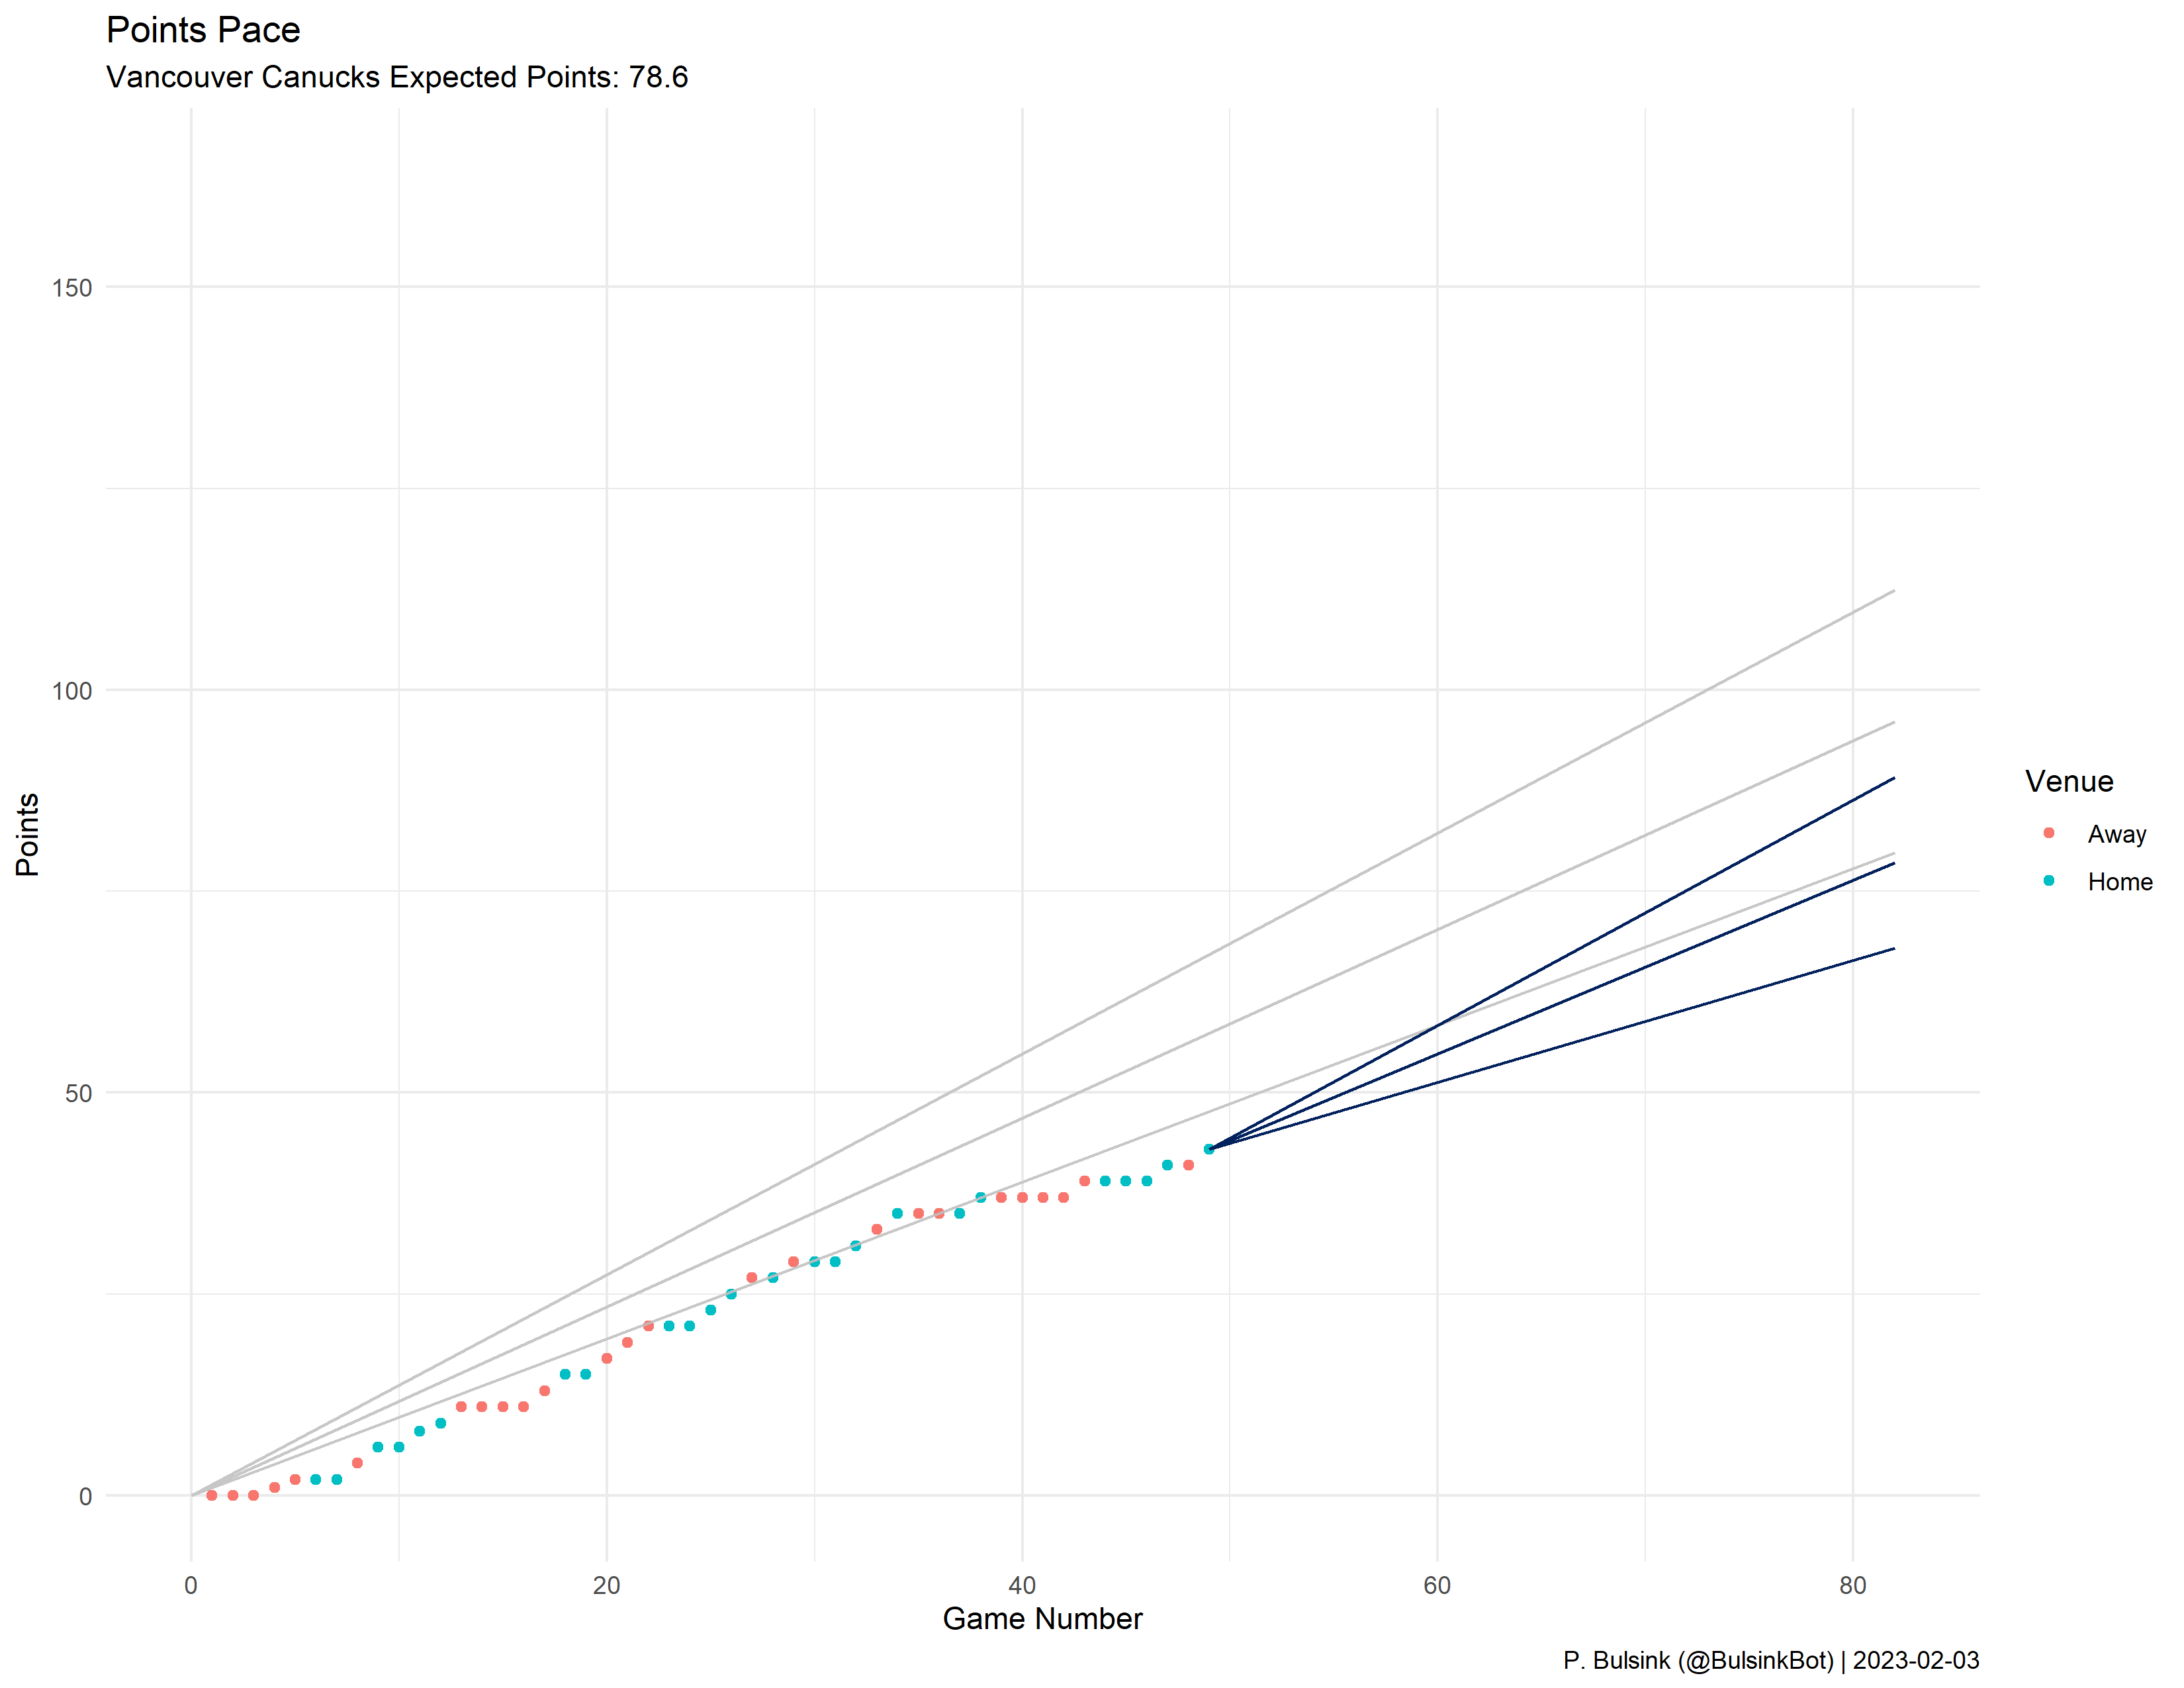 Points Pace
Vancouver Canucks Expected Points: 78.6
150
100
50
0
Points
0 20 40 60 80
Game Number
Venue
Away
Home
P. Bulsink (@BulsinkBot) | 2023-02-03